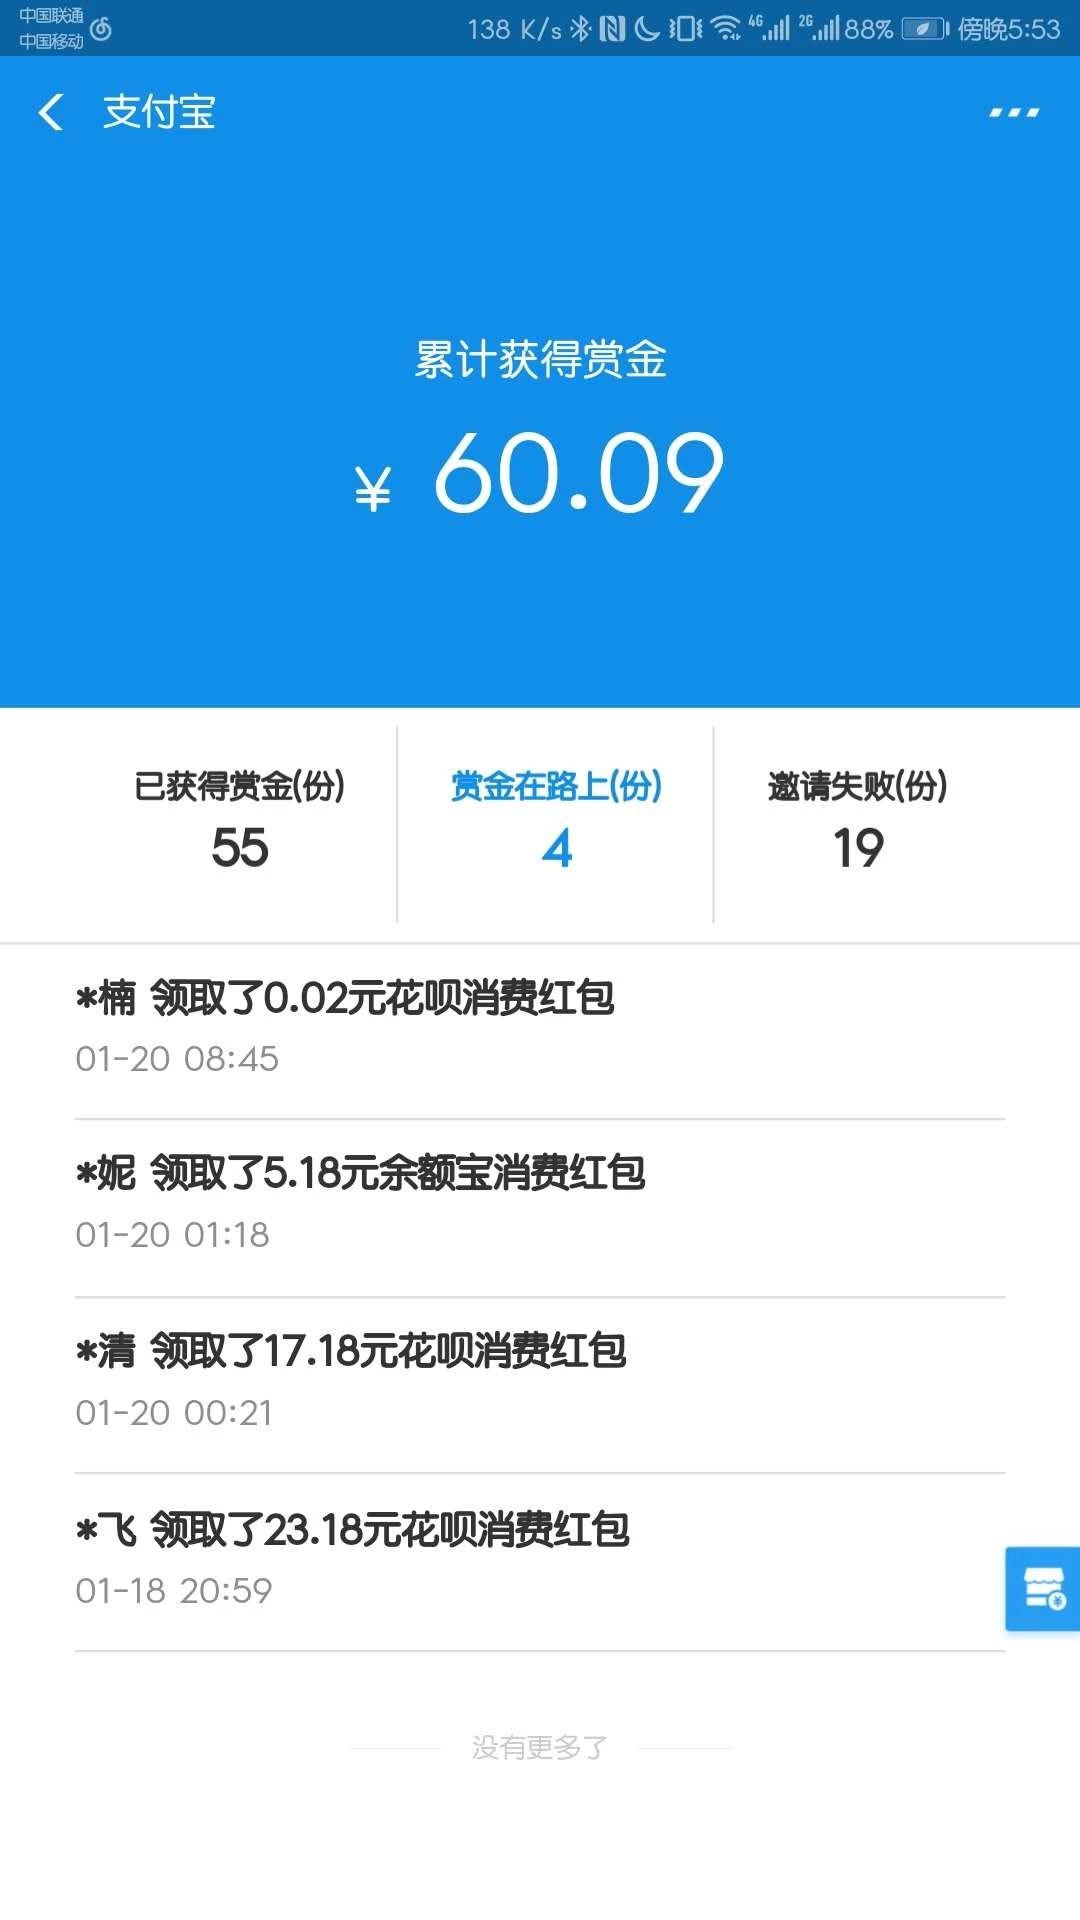 中国联通
中国移动
138 K/s 4G 2G 88% 傍晚5:53
支付宝
累计获得赏金
¥ 60.09
已获得赏金(份) 赏金在路上(份) 邀请失败(份)
55 4 19
*楠 领取了0.02元花呗消费红包
01-20 08:45
*妮 领取了5.18元余额宝消费红包
01-20 01:18
*清 领取了17.18元花呗消费红包
01-20 00:21
*飞 领取了23.18元花呗消费红包
01-18 20:59
没有更多了